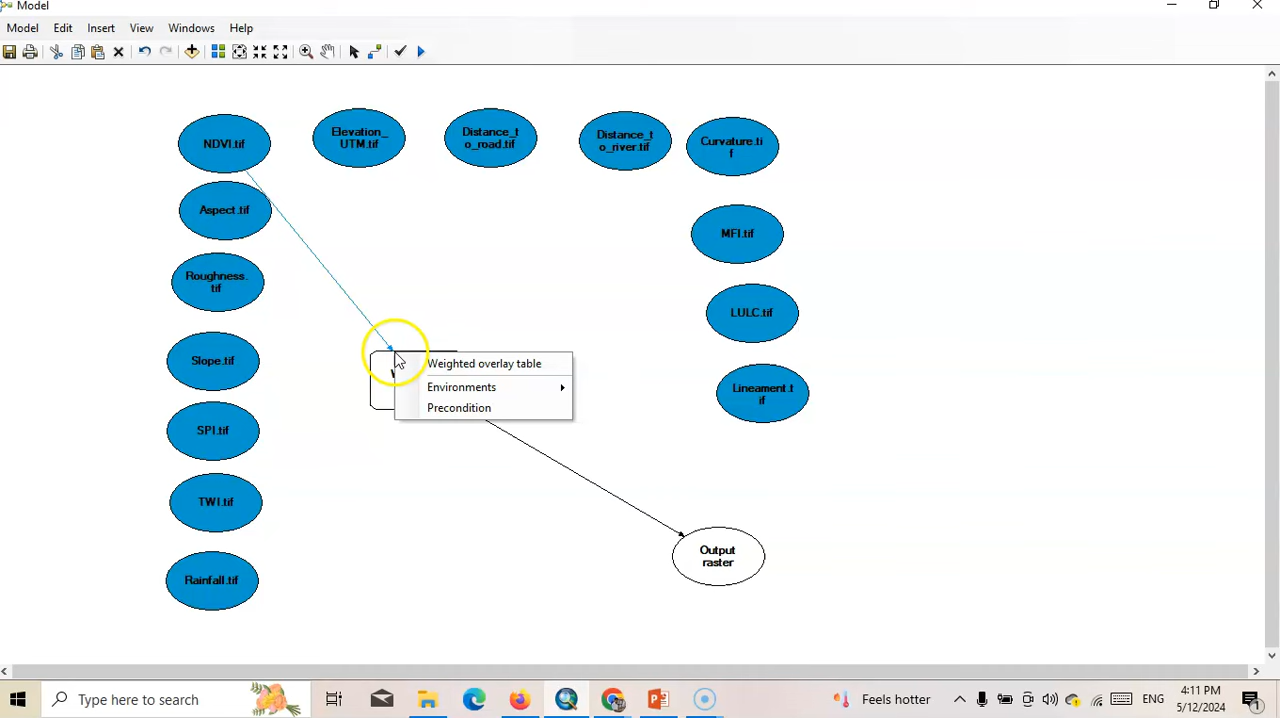 Model
Model
Edit
Insert
View
Windows
Help
NDVI.tif
Elevation_
UTM.tif
Distance_t
o_road.tif
Distance_t
o_river.tif
Curvature.ti
f
Aspect.tif
MFI.tif
Roughness.
tif
LULC.tif
Slope.tif
Weighted overlay table
Environments
Precondition
Lineament.t
if
SPI.tif
TWI.tif
Output
raster
Rainfall.tif
Type here to search
Feels hotter
ENG
4:11 PM
5/12/2024
1